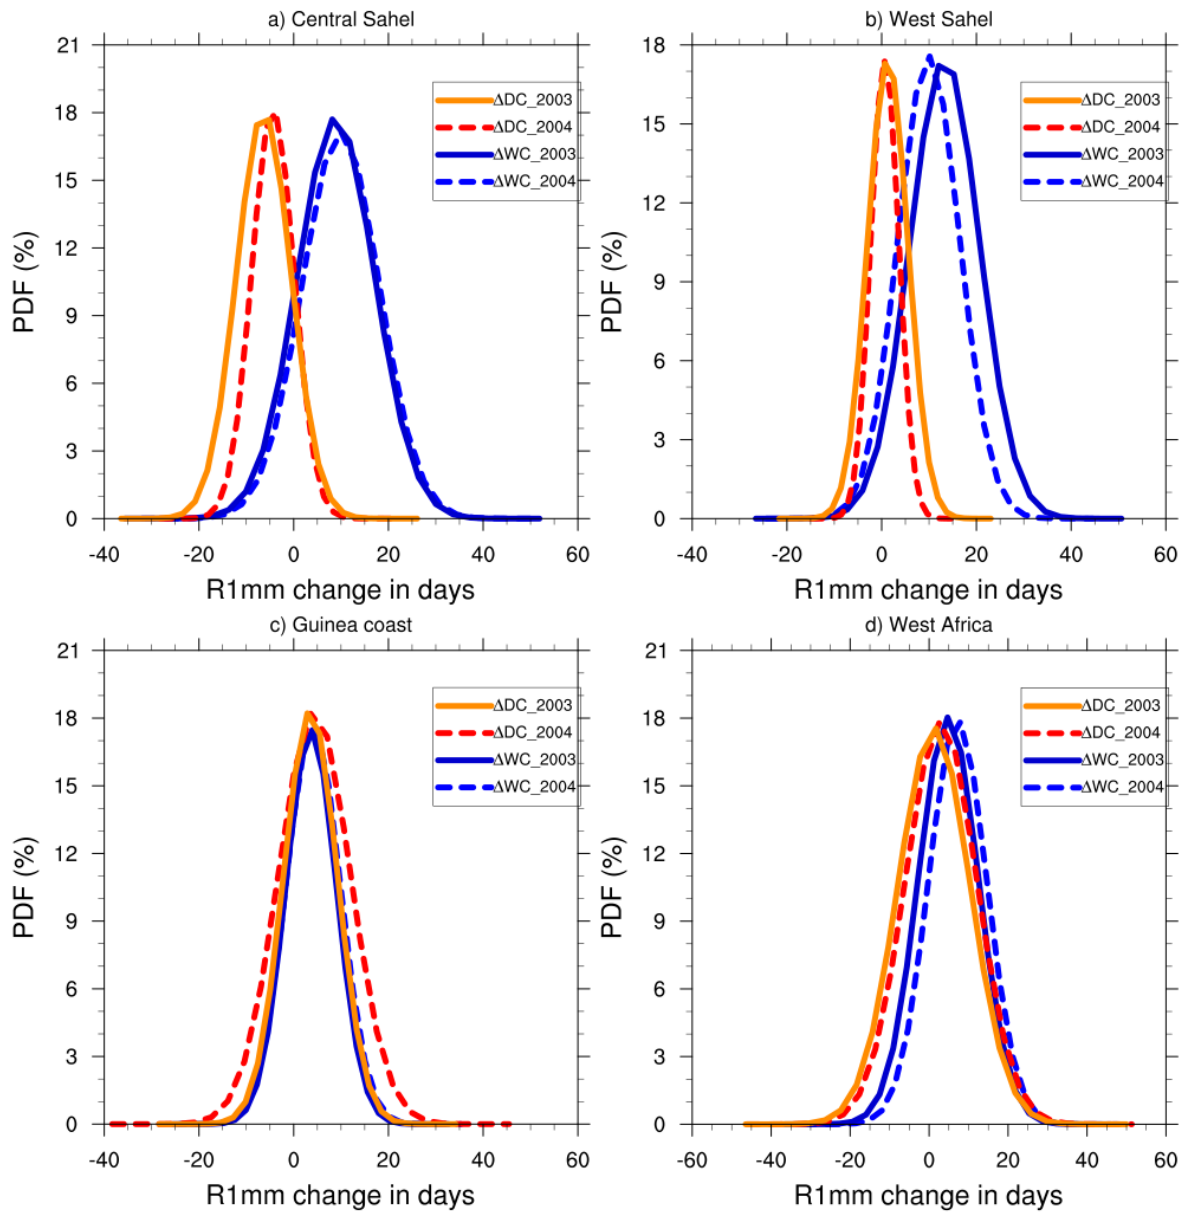 a) Central Sahel
21
18
15
12
9
6
3
0
PDF (%)
-40 -20 0 20 40 60
R1mm change in days
ΔDC_2003
ΔDC_2004
ΔWC_2003
ΔWC_2004
b) West Sahel
18
15
12
9
6
3
0
PDF (%)
-40 -20 0 20 40 60
R1mm change in days
ΔDC_2003
ΔDC_2004
ΔWC_2003
ΔWC_2004
c) Guinea coast
21
18
15
12
9
6
3
0
PDF (%)
-40 -20 0 20 40 60
R1mm change in days
ΔDC_2003
ΔDC_2004
ΔWC_2003
ΔWC_2004
d) West Africa
21
18
15
12
9
6
3
0
PDF (%)
-60 -40 -20 0 20 40 60
R1mm change in days
ΔDC_2003
ΔDC_2004
ΔWC_2003
ΔWC_2004